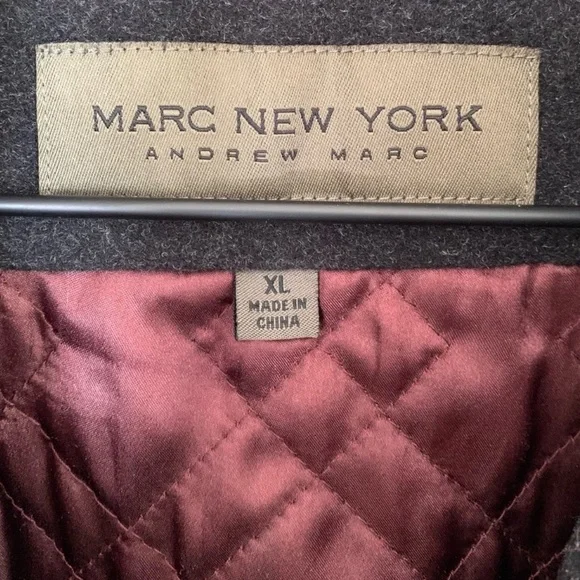 MARC NEW YORK
ANDREW MARC
XL
MADE IN
CHINA